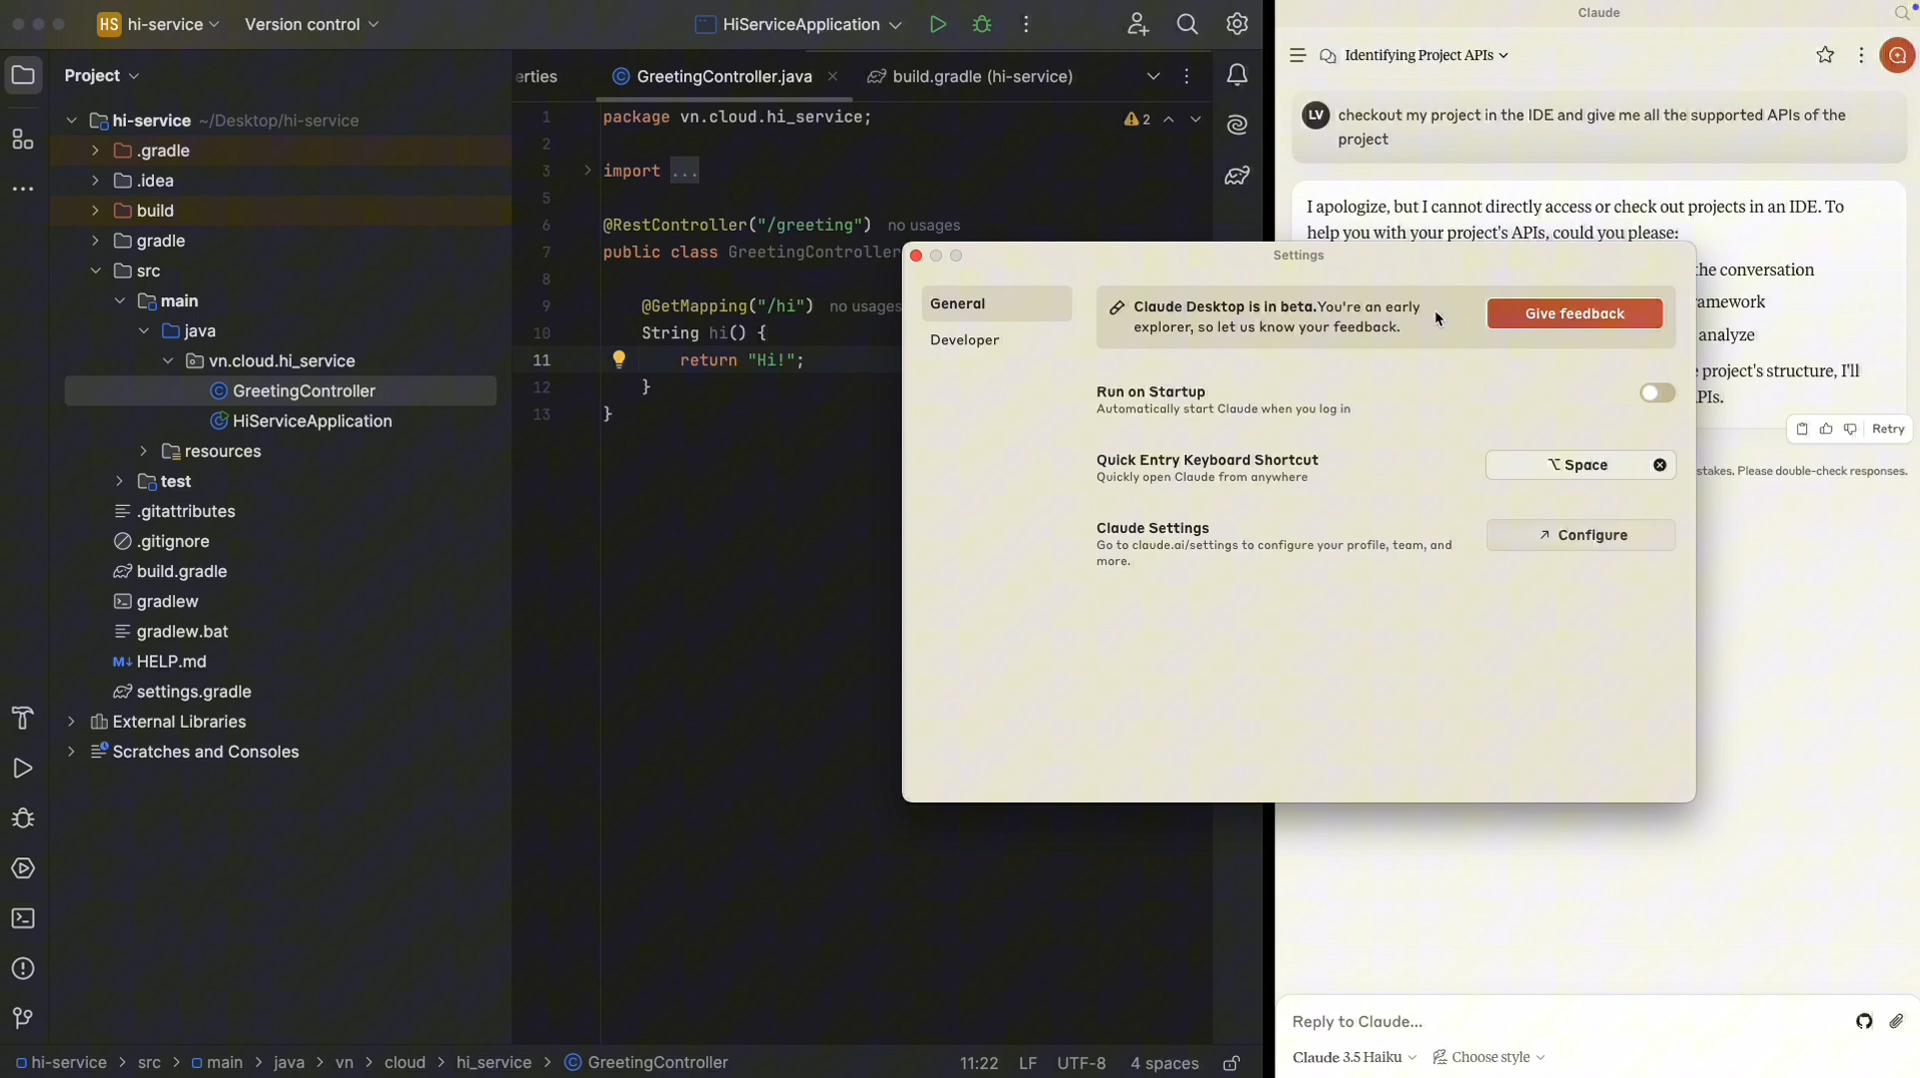 HS hi-service
Version control
HiServiceApplication
Project
hi-service ~/Desktop/hi-service
.gradle
.idea
build
gradle
src
main
java
vn.cloud.hi_service
GreetingController
HiServiceApplication
resources
test
.gitattributes
.gitignore
build.gradle
gradlew
gradlew.bat
M↓ HELP.md
settings.gradle
External Libraries
Scratches and Consoles
erties
GreetingController.java
build.gradle (hi-service)
1 package vn.cloud.hi_service;
2
2
3 import ...
5
6 @RestController("/greeting") no usages
7 public class GreetingController
8
9 @GetMapping("/hi") no usages
10 String hi() {
11 return "Hi!";
12 }
13 }
Settings
General
Developer
Claude Desktop is in beta.You're an early
explorer, so let us know your feedback.
Give feedback
Run on Startup
Automatically start Claude when you log in
Quick Entry Keyboard Shortcut
Quickly open Claude from anywhere
⌥ Space
Claude Settings
Go to claude.ai/settings to configure your profile, team, and
more.
Configure
Claude
Identifying Project APIs
LV
checkout my project in the IDE and give me all the supported APIs of the
project
I apologize, but I cannot directly access or check out projects in an IDE. To
help you with your project's APIs, could you please:
the conversation
amework
analyze
project's structure, I'll
PIs.
Retry
stakes. Please double-check responses.
Reply to Claude...
Claude 3.5 Haiku
Choose style
hi-service > src > main > java > vn > cloud > hi_service > GreetingController
11:22 LF UTF-8 4 spaces